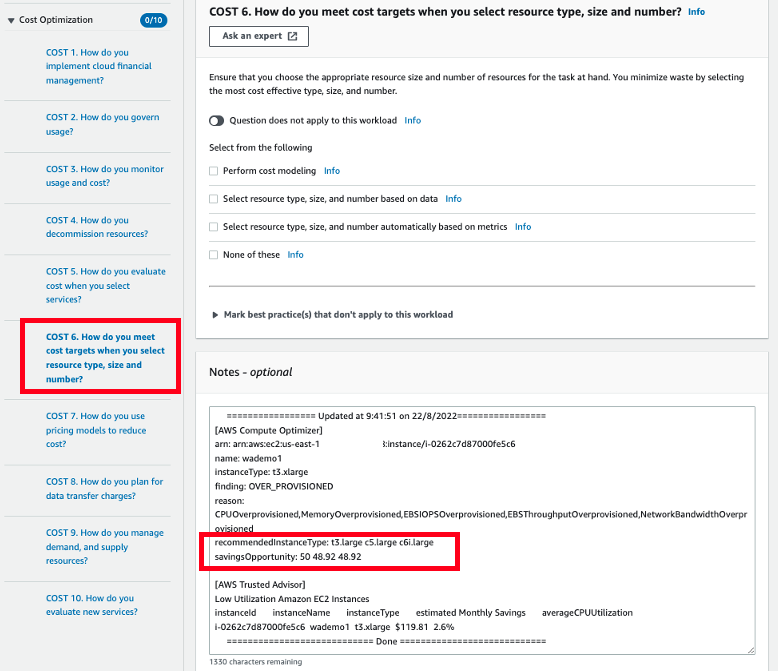 Cost Optimization 0/10
COST 1. How do you
implement cloud financial
management?
COST 2. How do you govern
usage?
COST 3. How do you monitor
usage and cost?
COST 4. How do you
decommission resources?
COST 5. How do you evaluate
cost when you select
services?
COST 6. How do you meet
cost targets when you select
resource type, size and
number?
COST 7. How do you use
pricing models to reduce
cost?
COST 8. How do you plan for
data transfer charges?
COST 9. How do you manage
demand, and supply
resources?
COST 10. How do you
evaluate new services?
COST 6. How do you meet cost targets when you select resource type, size and number? Info
Ask an expert
Ensure that you choose the appropriate resource size and number of resources for the task at hand. You minimize waste by selecting
the most cost effective type, size, and number.
Question does not apply to this workload Info
Select from the following
Perform cost modeling Info
Select resource type, size, and number based on data Info
Select resource type, size, and number automatically based on metrics Info
None of these Info
Mark best practice(s) that don't apply to this workload
Notes - optional
================= Updated at 9:41:51 on 22/8/2022=================
[AWS Compute Optimizer]
arn: arn:aws:ec2:us-east-1 :instance/i-0262c7d87000fe5c6
name: wademo1
instanceType: t3.xlarge
finding: OVER_PROVISIONED
reason:
CPUOverprovisioned,MemoryOverprovisioned,EBSIOPSOverprovisioned,EBSThroughputOverprovisioned,NetworkBandwidthOverpr
ovisioned
recommendedInstanceType: t3.large c5.large c6i.large
savingsOpportunity: 50 48.92 48.92
[AWS Trusted Advisor]
Low Utilization Amazon EC2 Instances
instanceId instanceName instanceType estimated Monthly Savings averageCPUUtilization
i-0262c7d87000fe5c6 wademo1 t3.xlarge $119.81 2.6%
============================ Done ============================
1330 characters remaining